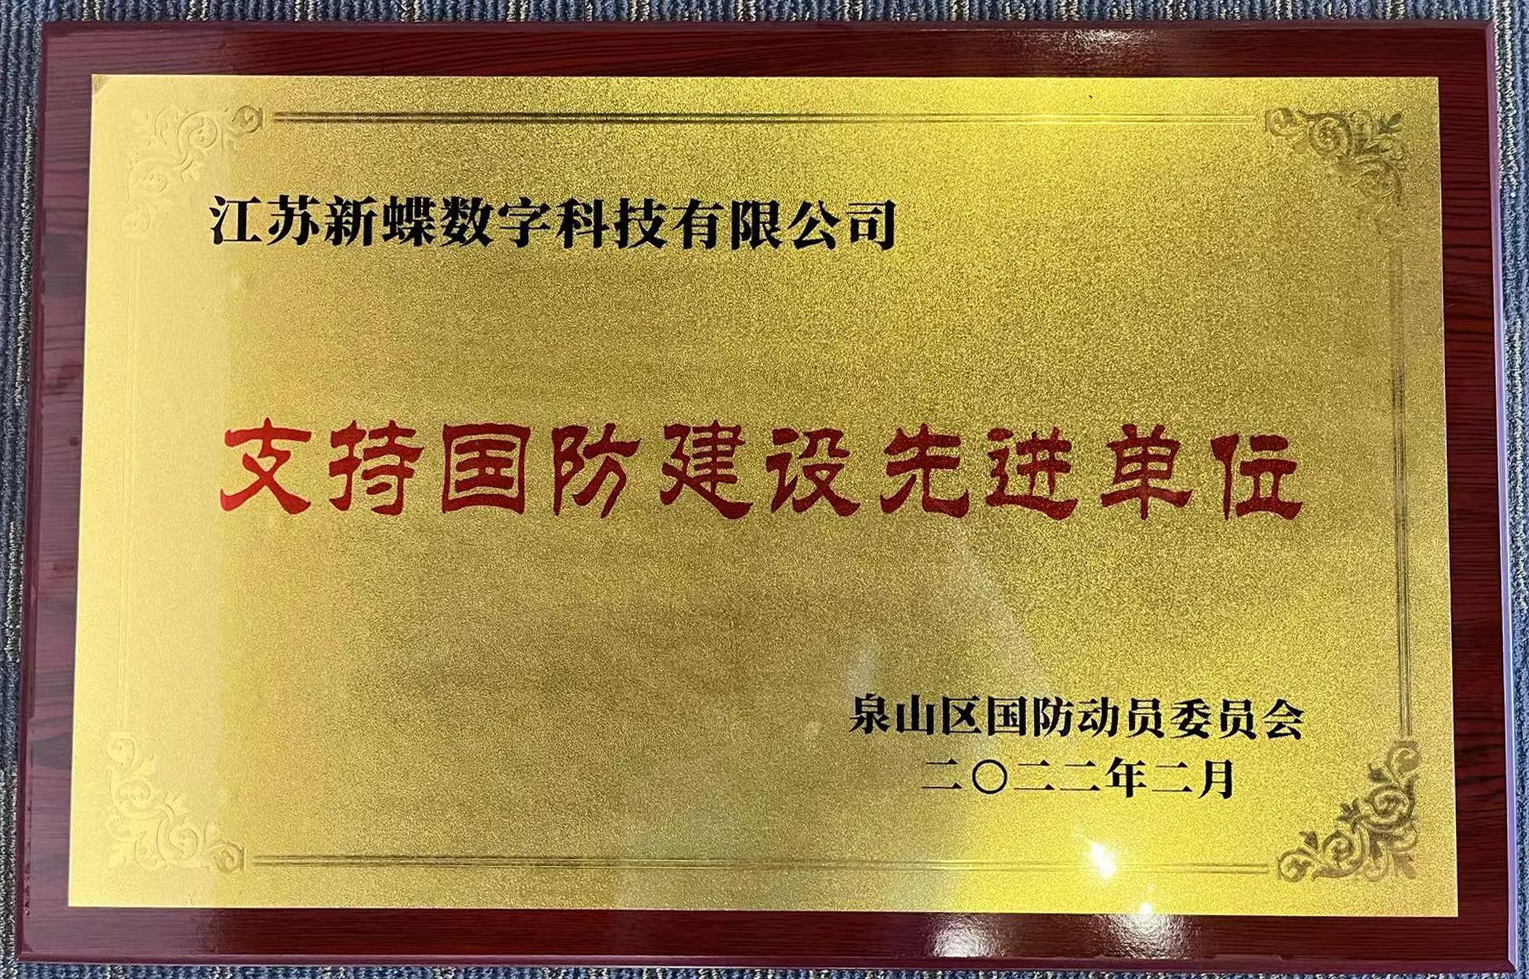 江苏新蝶数字科技有限公司
支持国防建设先进单位
泉山区国防动员委员会
二〇二二年二月